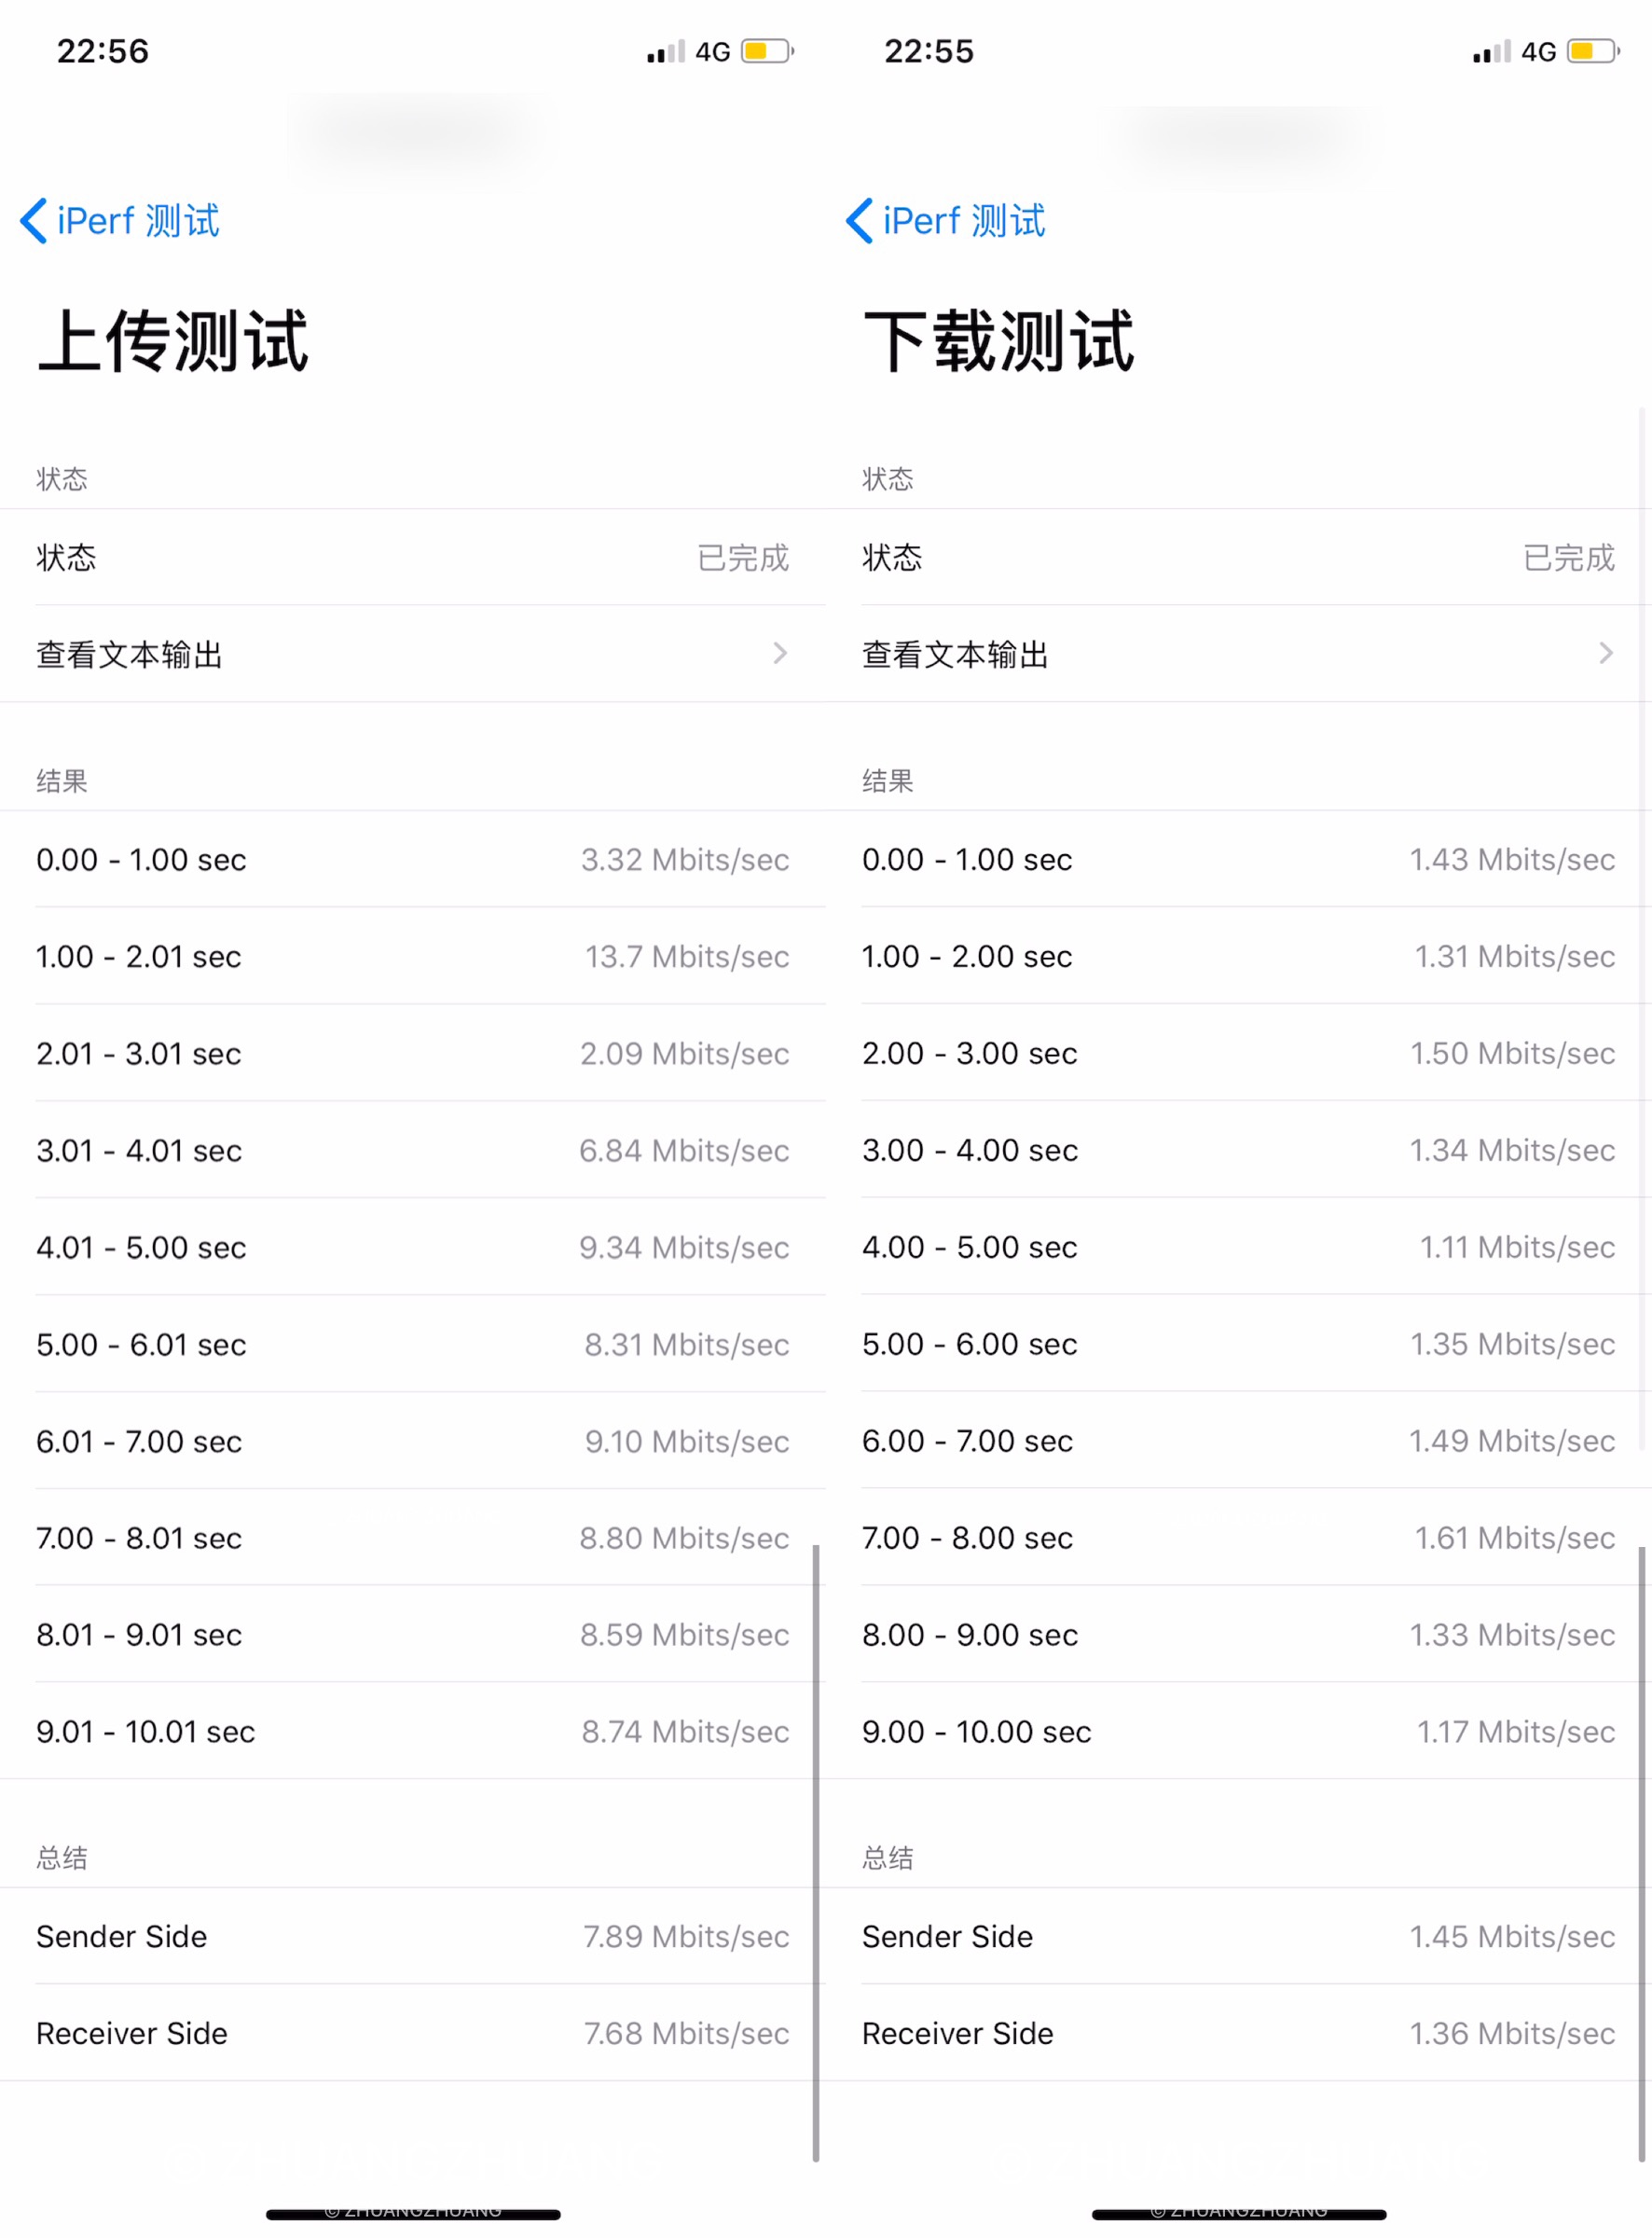 22:56
4G
iPerf 测试
上传测试
状态
状态 已完成
查看文本输出
结果
0.00 - 1.00 sec 3.32 Mbits/sec
1.00 - 2.01 sec 13.7 Mbits/sec
2.01 - 3.01 sec 2.09 Mbits/sec
3.01 - 4.01 sec 6.84 Mbits/sec
4.01 - 5.00 sec 9.34 Mbits/sec
5.00 - 6.01 sec 8.31 Mbits/sec
6.01 - 7.00 sec 9.10 Mbits/sec
7.00 - 8.01 sec 8.80 Mbits/sec
8.01 - 9.01 sec 8.59 Mbits/sec
9.01 - 10.01 sec 8.74 Mbits/sec
总结
Sender Side 7.89 Mbits/sec
Receiver Side 7.68 Mbits/sec
© ZHUANGZHUANG
22:55
4G
iPerf 测试
下载测试
状态
状态 已完成
查看文本输出
结果
0.00 - 1.00 sec 1.43 Mbits/sec
1.00 - 2.00 sec 1.31 Mbits/sec
2.00 - 3.00 sec 1.50 Mbits/sec
3.00 - 4.00 sec 1.34 Mbits/sec
4.00 - 5.00 sec 1.11 Mbits/sec
5.00 - 6.00 sec 1.35 Mbits/sec
6.00 - 7.00 sec 1.49 Mbits/sec
7.00 - 8.00 sec 1.61 Mbits/sec
8.00 - 9.00 sec 1.33 Mbits/sec
9.00 - 10.00 sec 1.17 Mbits/sec
总结
Sender Side 1.45 Mbits/sec
Receiver Side 1.36 Mbits/sec
© ZHUANGZHUANG